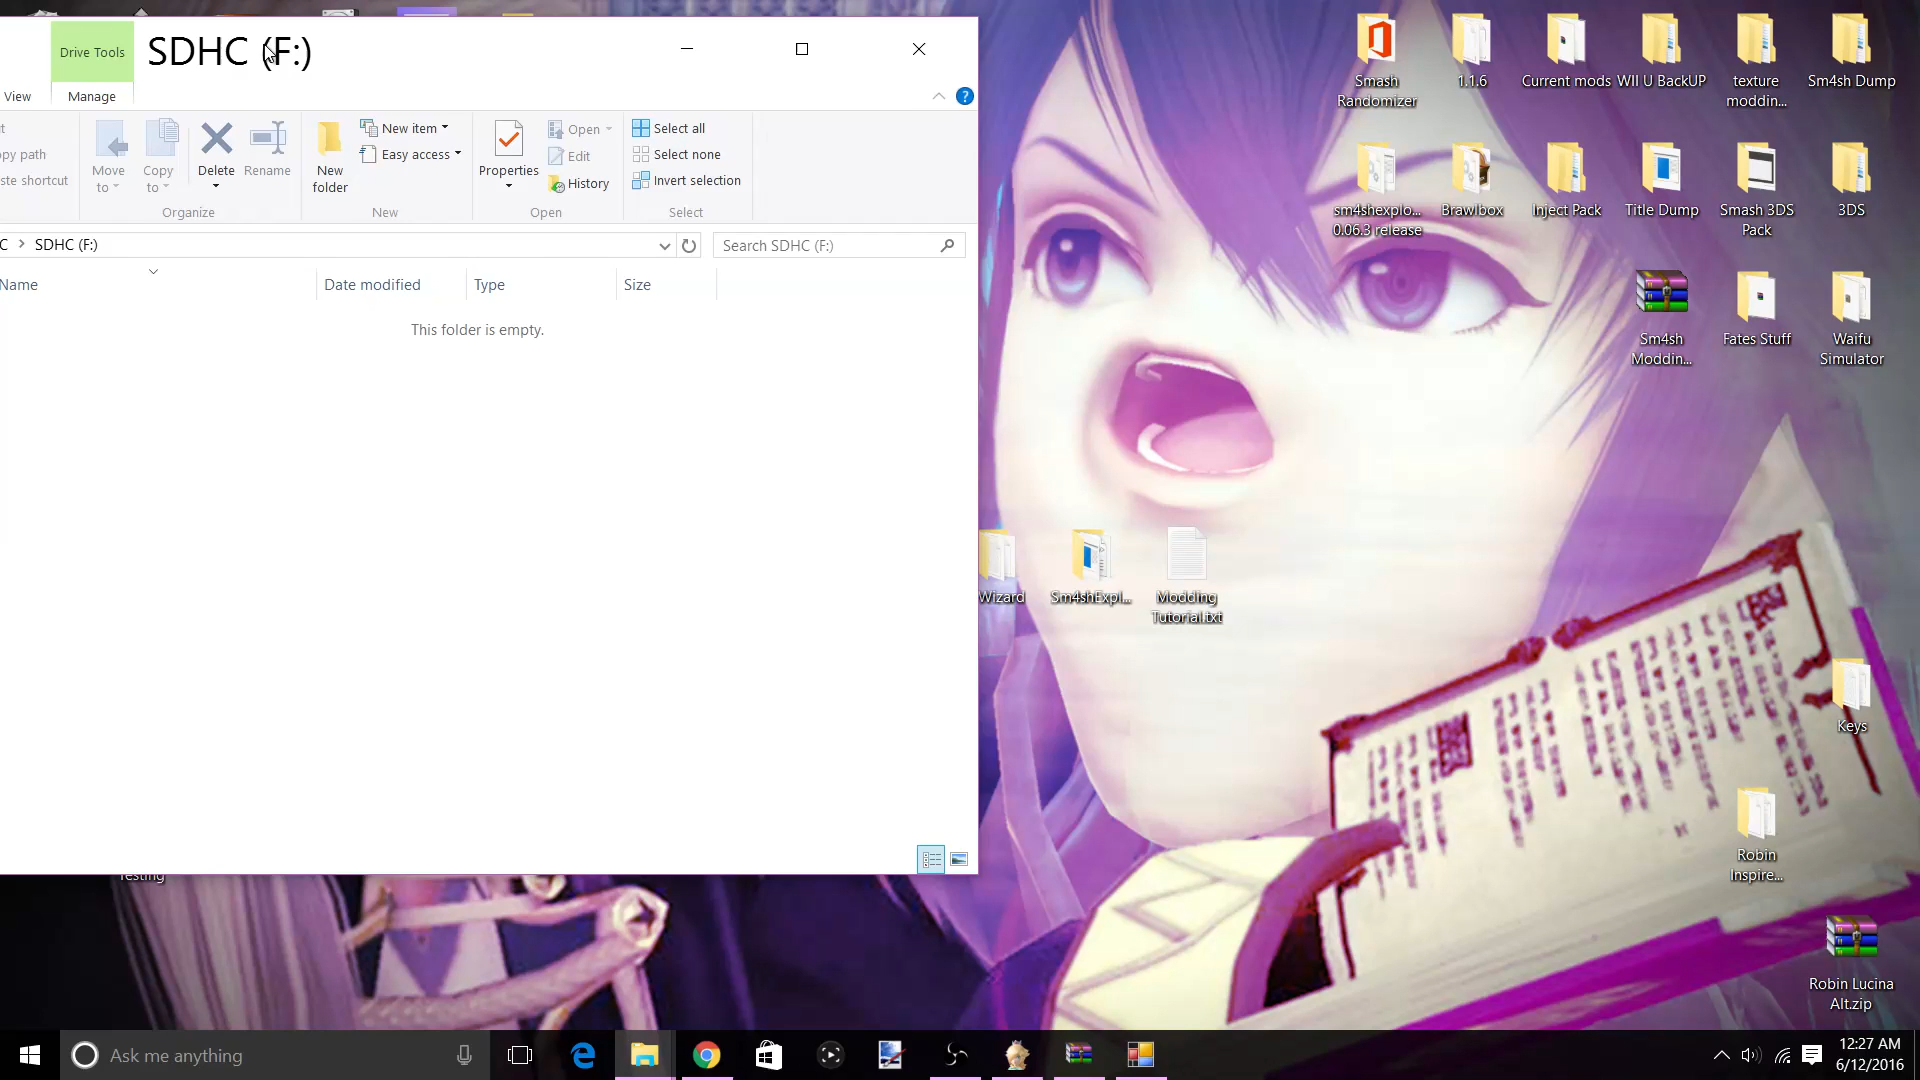 Drive Tools
SDHC (F:)
View
Manage
t
py path
ste shortcut
Move
to
Copy
to
Delete
Rename
Organize
New
folder
New item
Easy access
New
Properties
Open
Edit
History
Open
Select all
Select none
Invert selection
Select
C > SDHC (F:)
Search SDHC (F:)
Name
Date modified
Type
Size
This folder is empty.
Smash
Randomizer
1.1.6
Current mods
WII U BackUP
texture
moddin...
Sm4sh Dump
sm4shexplo...
0.06.3 release
Brawlbox
Inject Pack
Title Dump
Smash 3DS
Pack
3DS
Sm4sh
Moddin...
Fates Stuff
Waifu
Simulator
Wizard
Sm4shExpl...
Modding
Tutorial.txt
Keys
Robin
Inspire...
Robin Lucina
Alt.zip
Testing
Ask me anything
12:27 AM
6/12/2016